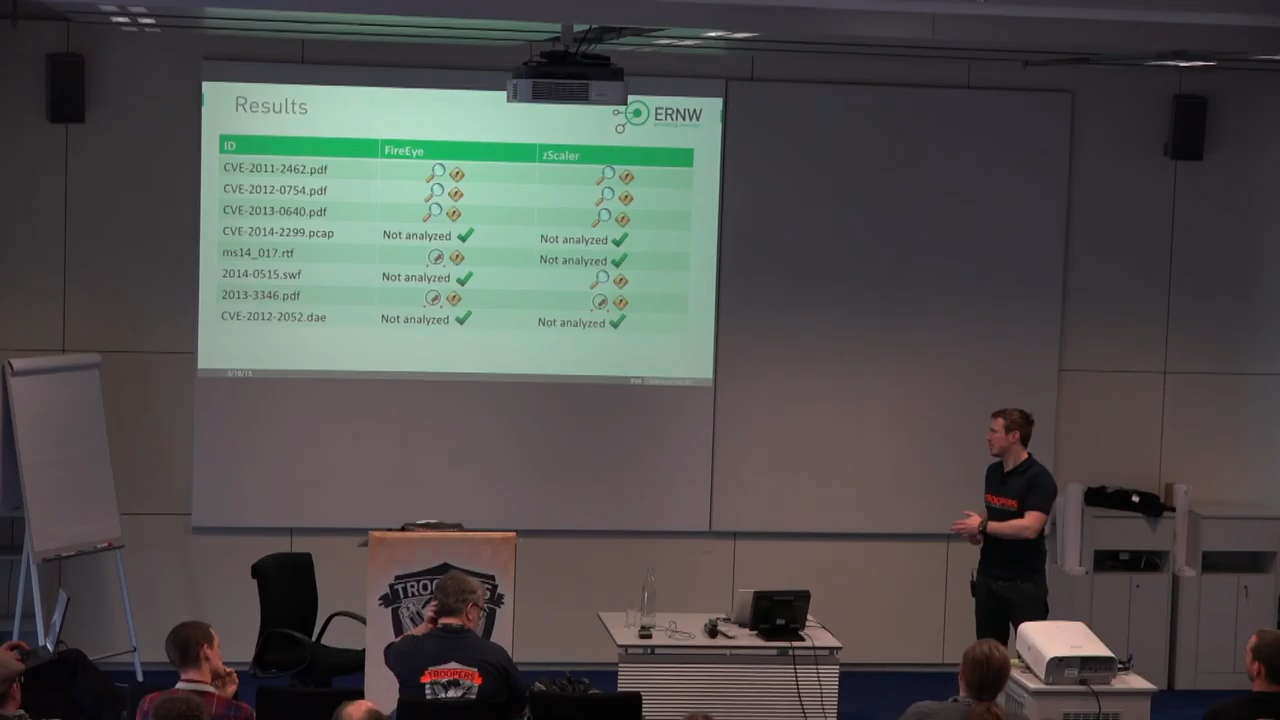 Results
ERNW
ID FireEye zScaler
CVE-2011-2462.pdf
CVE-2012-0754.pdf
CVE-2013-0640.pdf
CVE-2014-2299.pcap Not analyzed Not analyzed
ms14_017.rtf Not analyzed
2014-0515.swf Not analyzed
2013-3346.pdf
CVE-2012-2052.dae Not analyzed Not analyzed
TROOPERS
TROOPERS